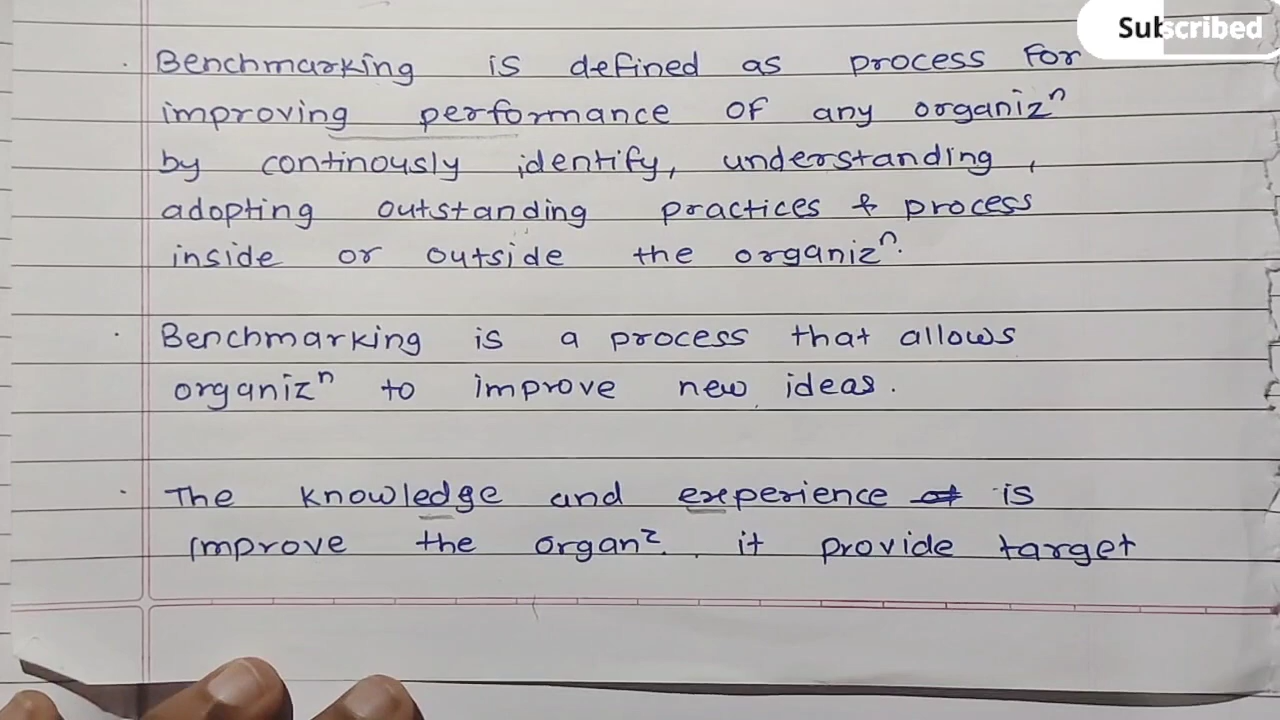 Subscribed
Benchmarking is defined as process for
improving performance of any organizⁿ
by continously identify, understanding,
adopting outstanding practices & process
inside or outside the organizⁿ.
Benchmarking is a process that allows
organizⁿ to improve new ideas.
The knowledge and experience is
improve the organᶻ. it provide target